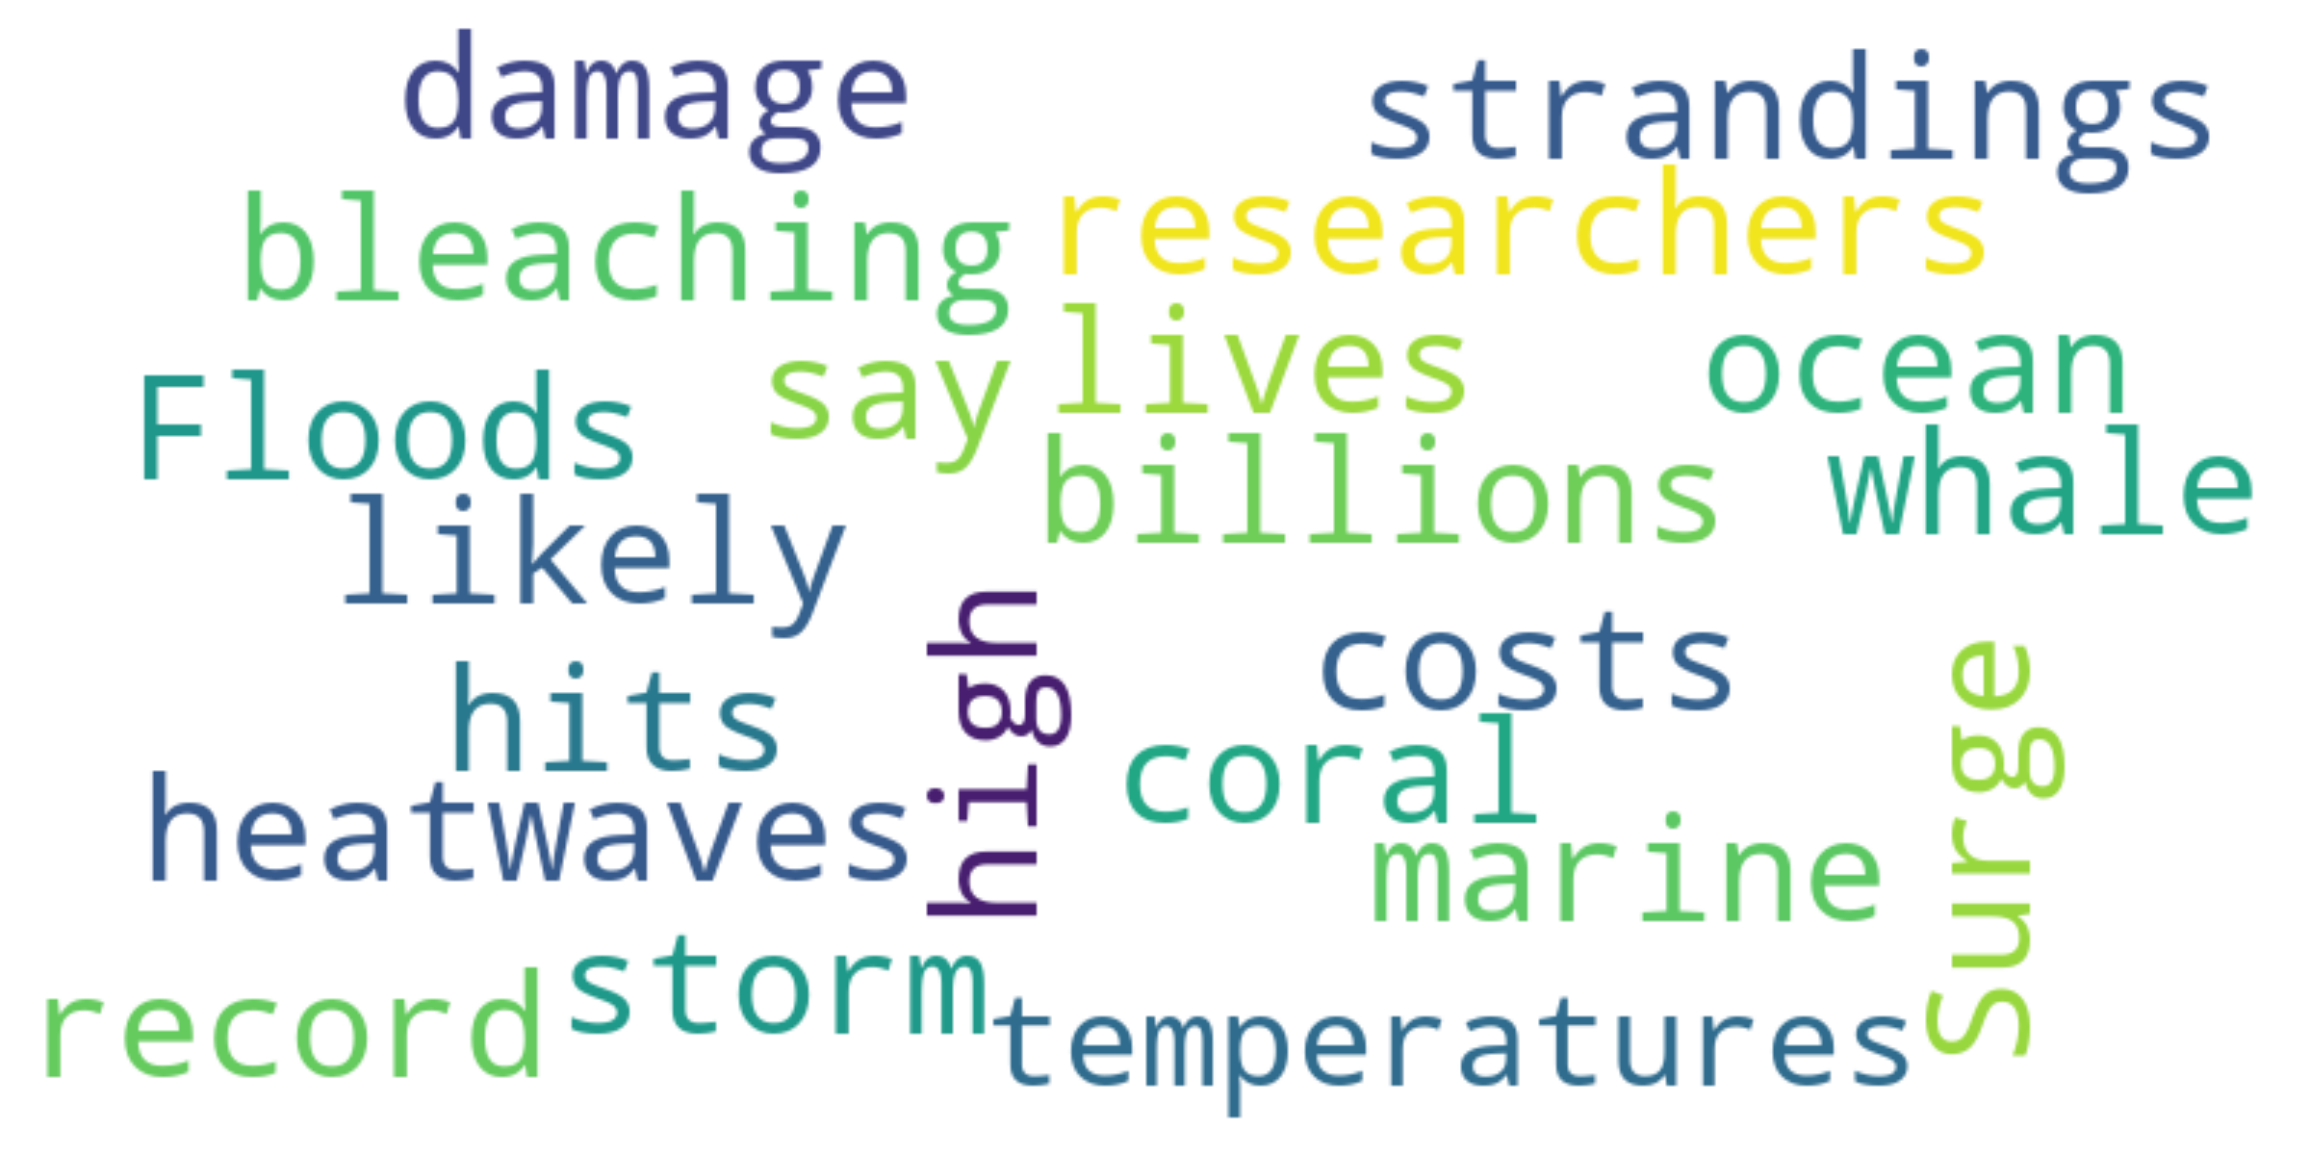 damage
strandings
bleaching
researchers
lives
ocean
say
Floods
billions
whale
likely
high
costs
Surge
hits
coral
heatwaves
marine
storm
record
temperatures